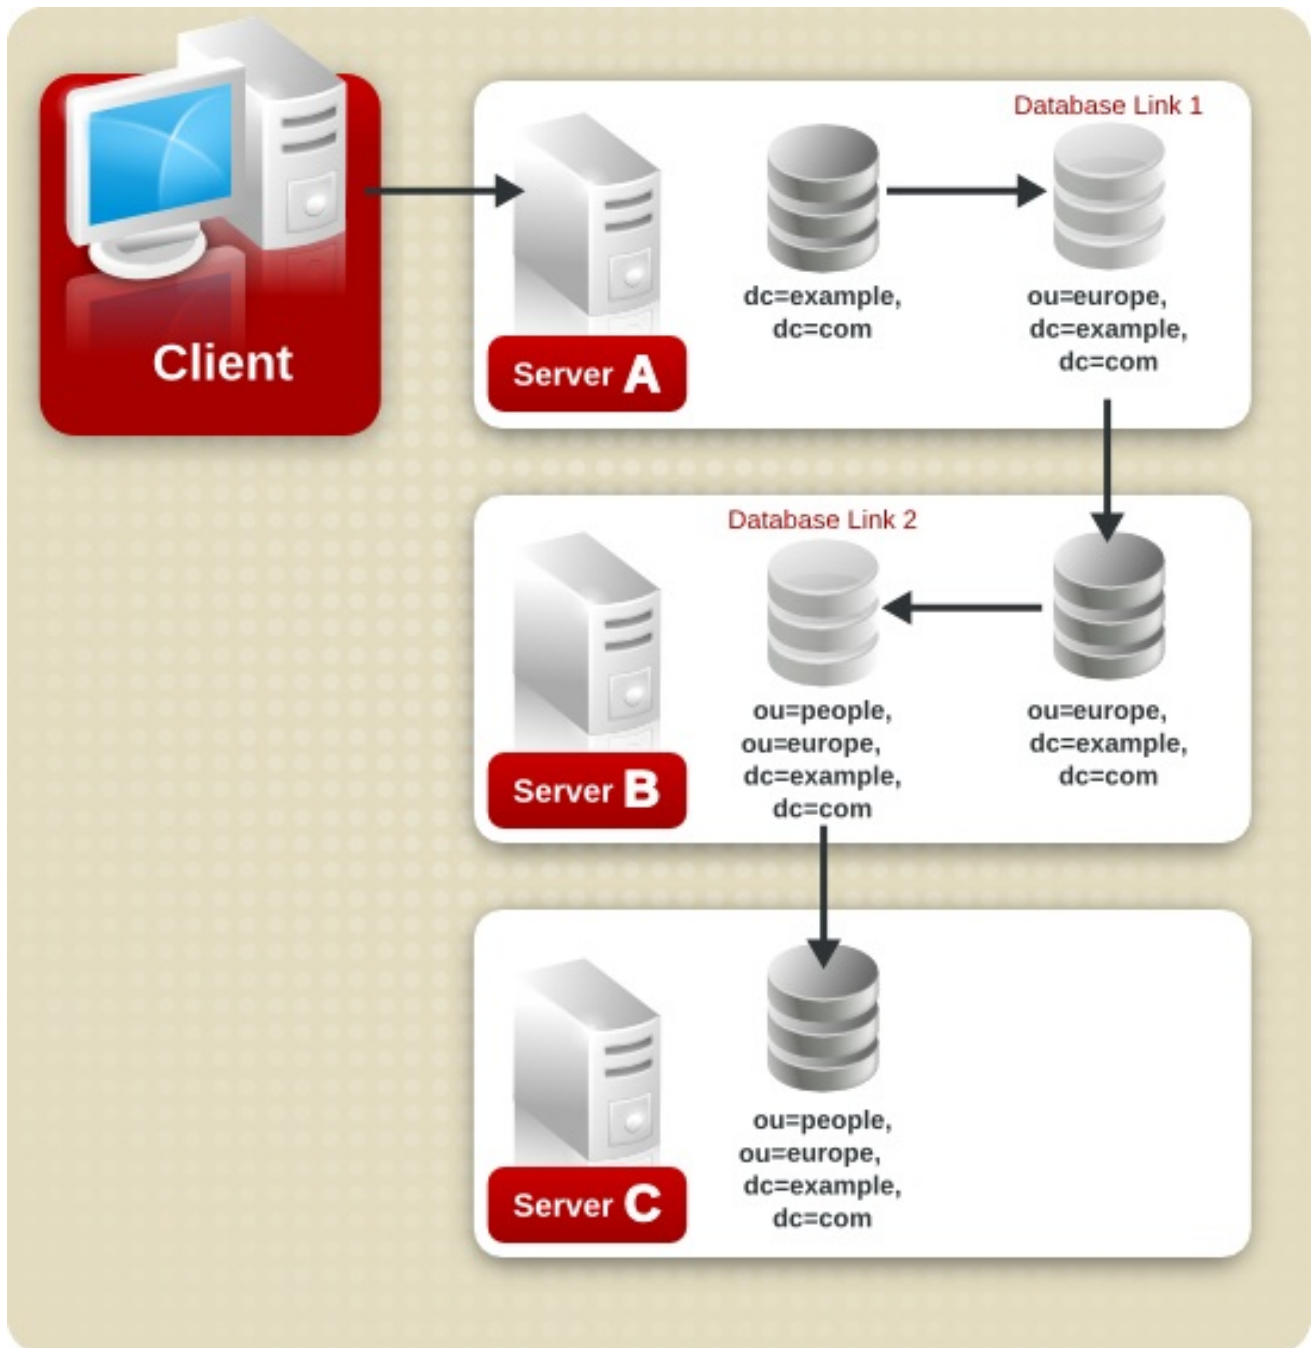 Client
Server A
Database Link 1
dc=example,
dc=com
ou=europe,
dc=example,
dc=com
Server B
Database Link 2
ou=people,
ou=europe,
dc=example,
dc=com
ou=europe,
dc=example,
dc=com
Server C
ou=people,
ou=europe,
dc=example,
dc=com